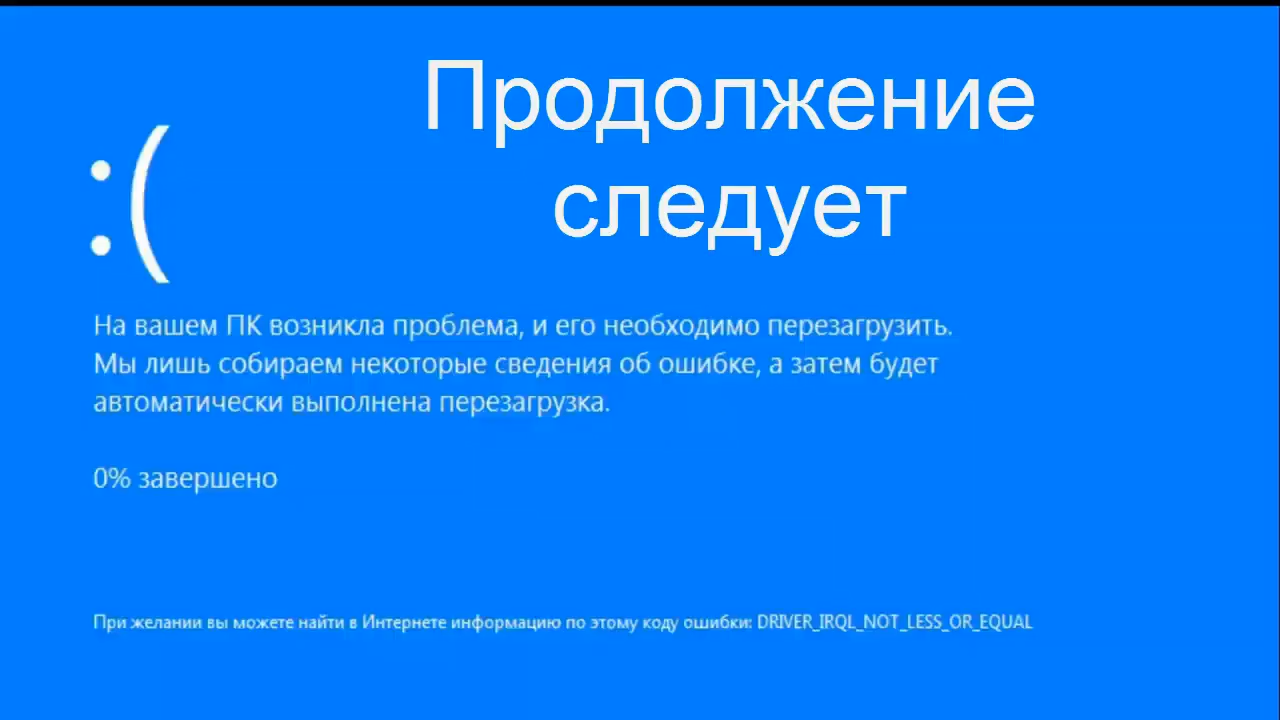 Продолжение
следует
:(
На вашем ПК возникла проблема, и его необходимо перезагрузить.
Мы лишь собираем некоторые сведения об ошибке, а затем будет
автоматически выполнена перезагрузка.
0% завершено
При желании вы можете найти в Интернете информацию по этому коду ошибки: DRIVER_IRQL_NOT_LESS_OR_EQUAL